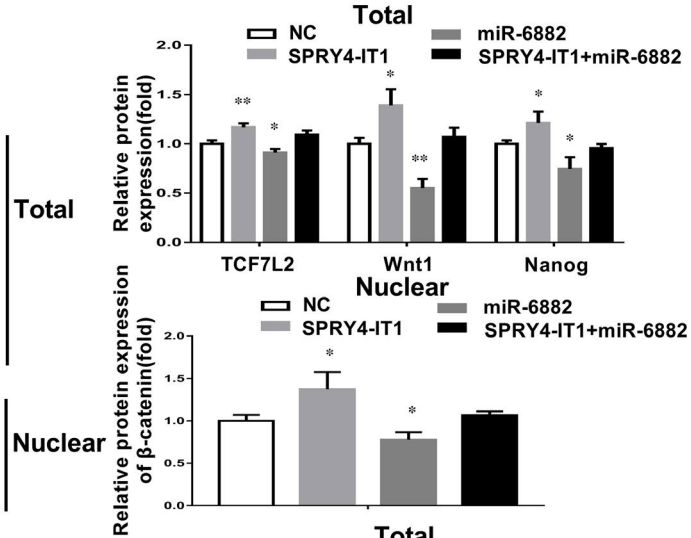 Total
NC
miR-6882
SPRY4-IT1
SPRY4-IT1+miR-6882
Relative protein
expression(fold)
2.0
1.5
1.0
0.5
0.0
**
*
*
**
*
*
TCF7L2
Wnt1
Nanog
Total
Nuclear
NC
miR-6882
SPRY4-IT1
SPRY4-IT1+miR-6882
Relative protein expression
of β-catenin(fold)
2.0
1.5
1.0
0.5
0.0
*
*
Nuclear
Total